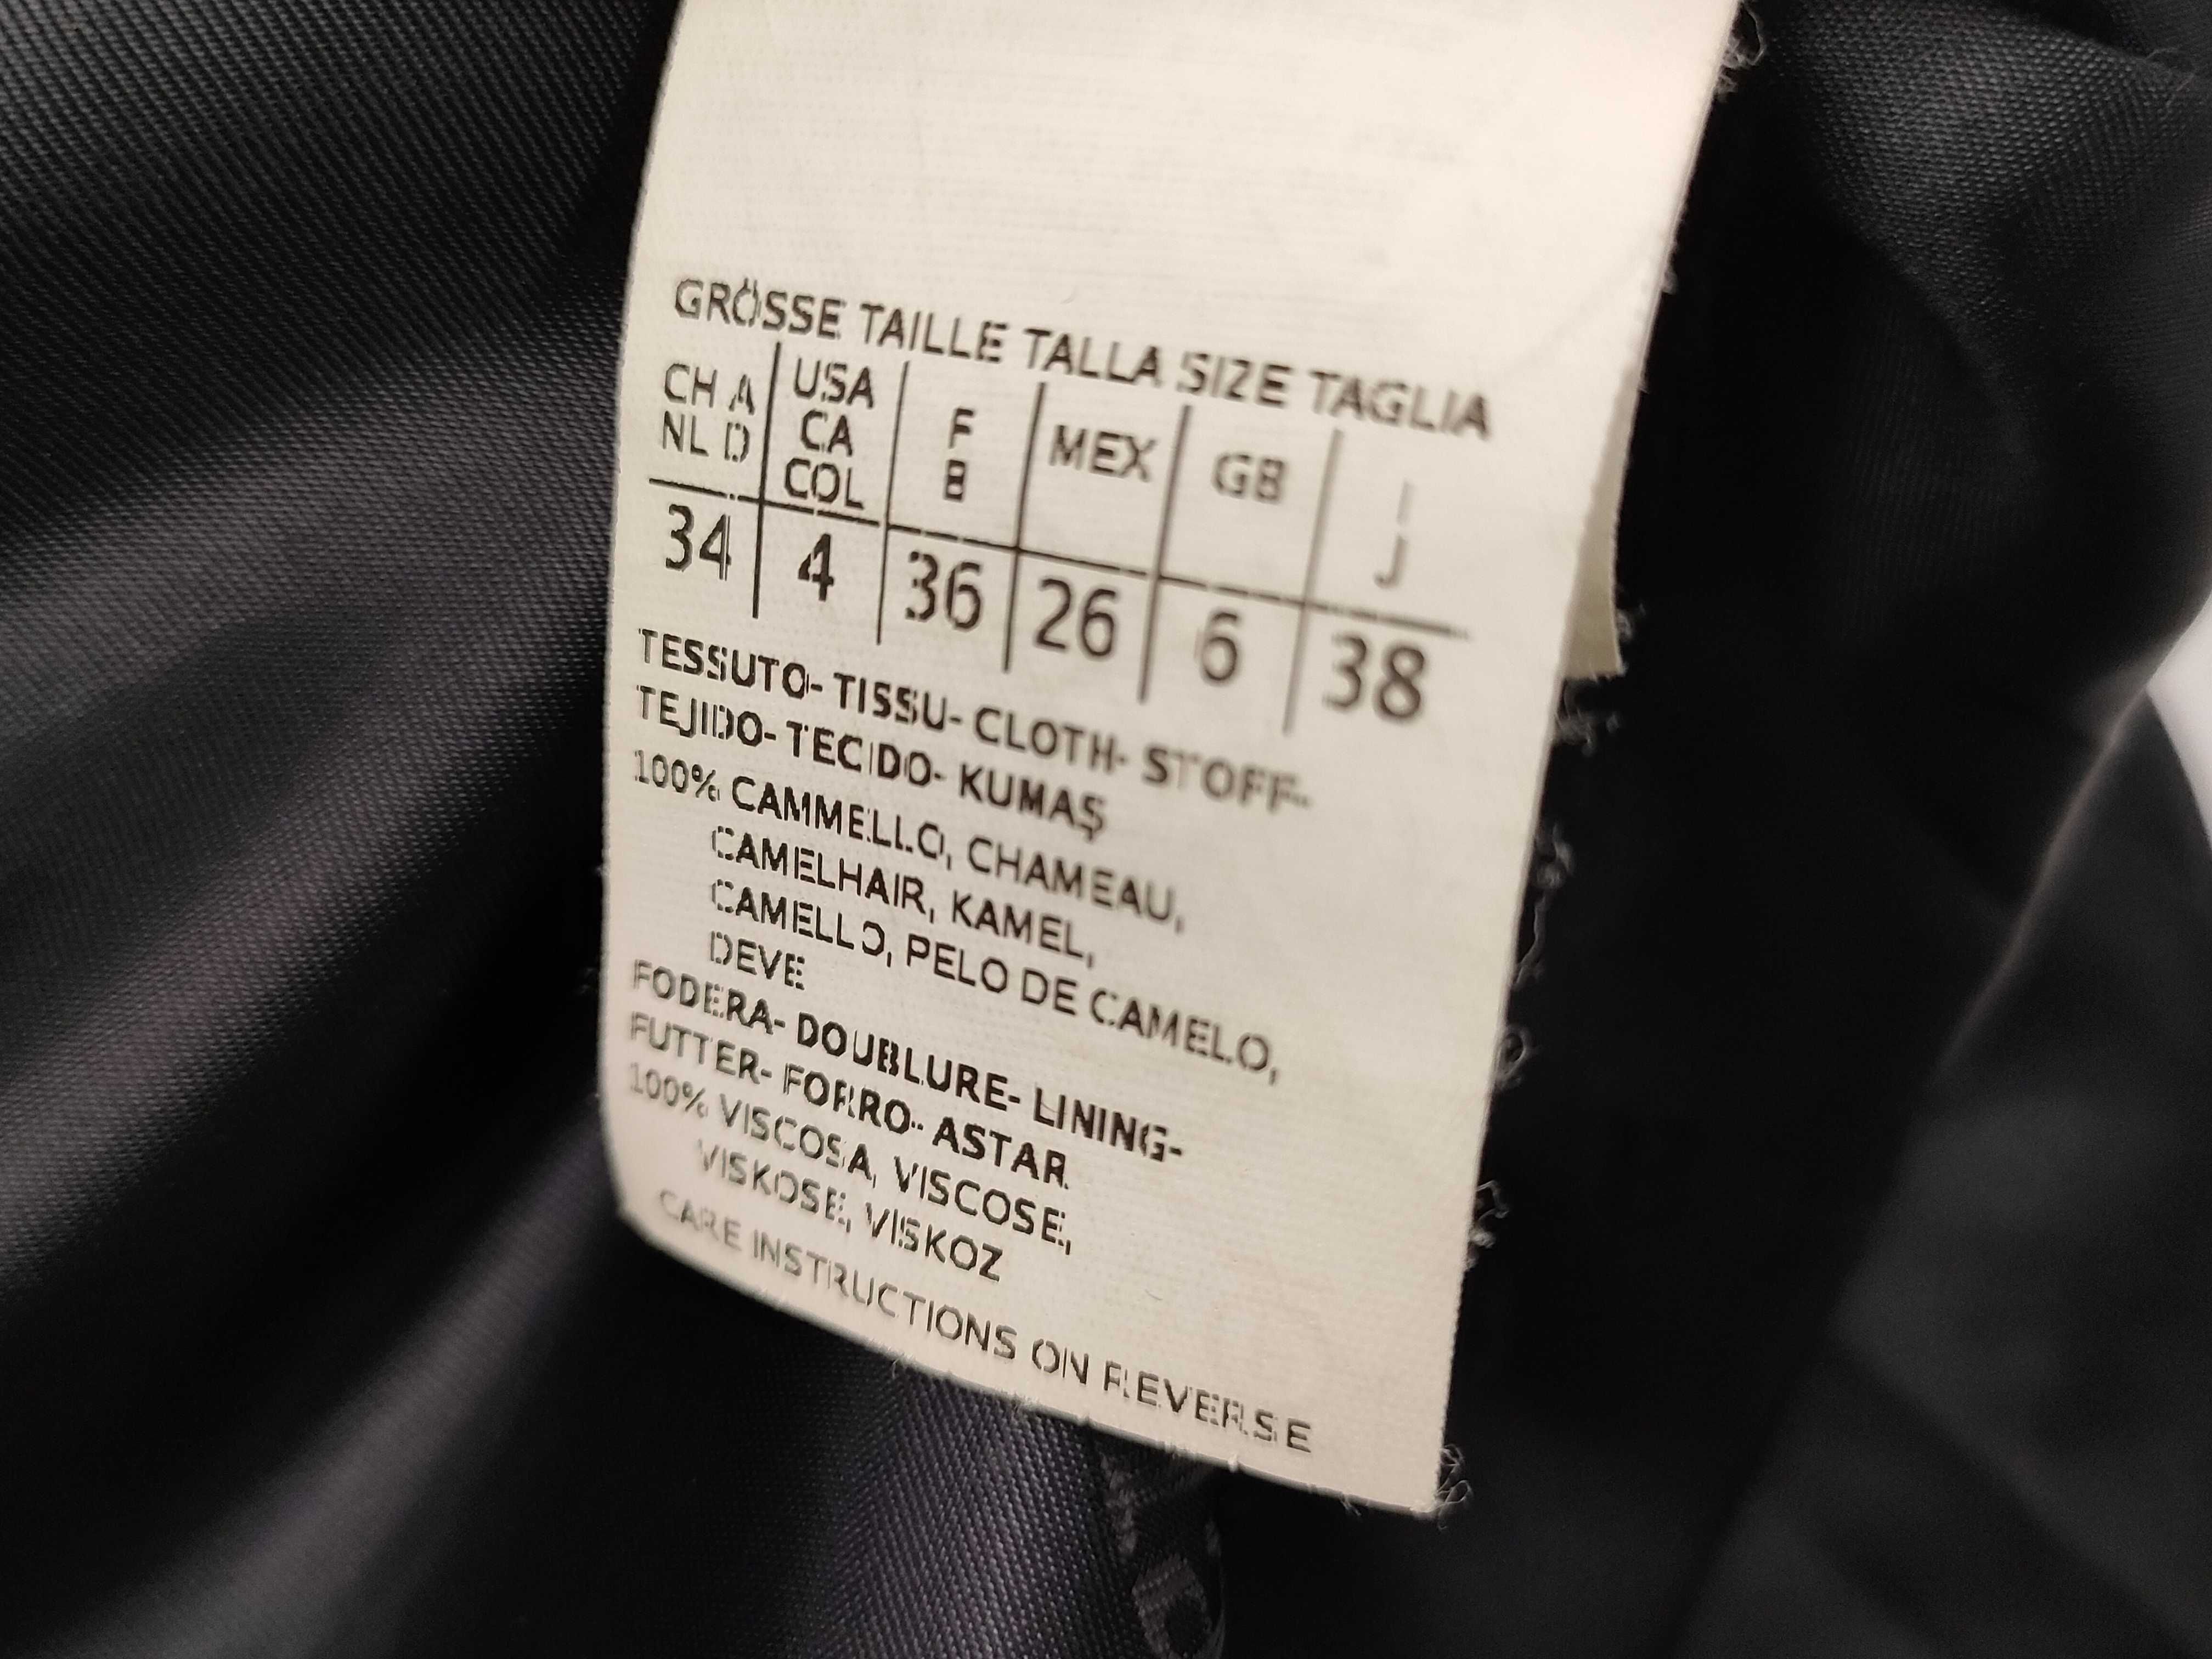 GRÖSSE TAILLE TALLA SIZE TAGLIA
CH A
NL D
USA
CA
COL
F
B
MEX
GB
I
J
34 4 36 26 6 38
TESSUTO- TISSU- CLOTH- STOFF-
TEJIDO- TECIDO- KUMAŞ
100% CAMMELLO, CHAMEAU,
CAMELHAIR, KAMEL,
CAMELLO, PELO DE CAMELO,
DEVE
FODERA- DOUBLURE- LINING-
FUTTER- FORRO- ASTAR
100% VISCOSA, VISCOSE,
VISKOSE, VISKOZ
CARE INSTRUCTIONS ON REVERSE